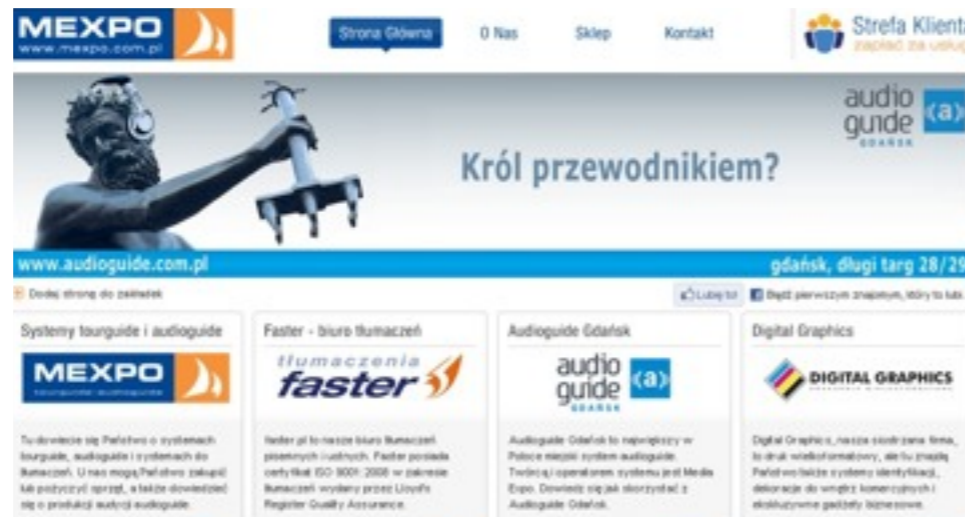 MEXPO
www.mexpo.com.pl
Strona Główna
O Nas
Sklep
Kontakt
Strefa Klienta
zapłać za usług
audio
guide
(a)
GDAŃSK
Król przewodnikiem?
www.audioguide.com.pl
gdańsk, długi targ 28/29
Dodaj stronę do zakładek
Lubię to!
Bądź pierwszym znajomym, który to lubi.
Systemy tourguide i audioguide
MEXPO
tourguide audioguide
Tu dowiecie się Państwo o systemach
tourguide, audioguide i systemach do
tłumaczeń. U nas mogą Państwo zakupić
lub pożyczyć sprzęt, a także dowiedzieć
się o produkcji audycji audioguide.
Faster - biuro tłumaczeń
tłumaczenia
faster
faster.pl to nasze biuro tłumaczeń
pisemnych i ustnych. Faster posiada
certyfikat ISO 9001: 2008 w zakresie
tłumaczeń wydany przez Lloyd's
Register Quality Assurance.
Audioguide Gdańsk
audio
guide
(a)
GDAŃSK
Audioguide Gdańsk to największy w
Polsce miejski system audioguide.
Twórcą i operatorem systemu jest Media
Expo. Dowiedz się jak skorzystać z
Audioguide Gdańsk.
Digital Graphics
DIGITAL GRAPHICS
Digital Graphics, nasza siostrzana firma,
to druk wielkoformatowy, ale tu znajdą
Państwo także systemy identyfikacji,
dekoracje do wnętrz komercyjnych i
ekskluzywne gadżety biznesowe.